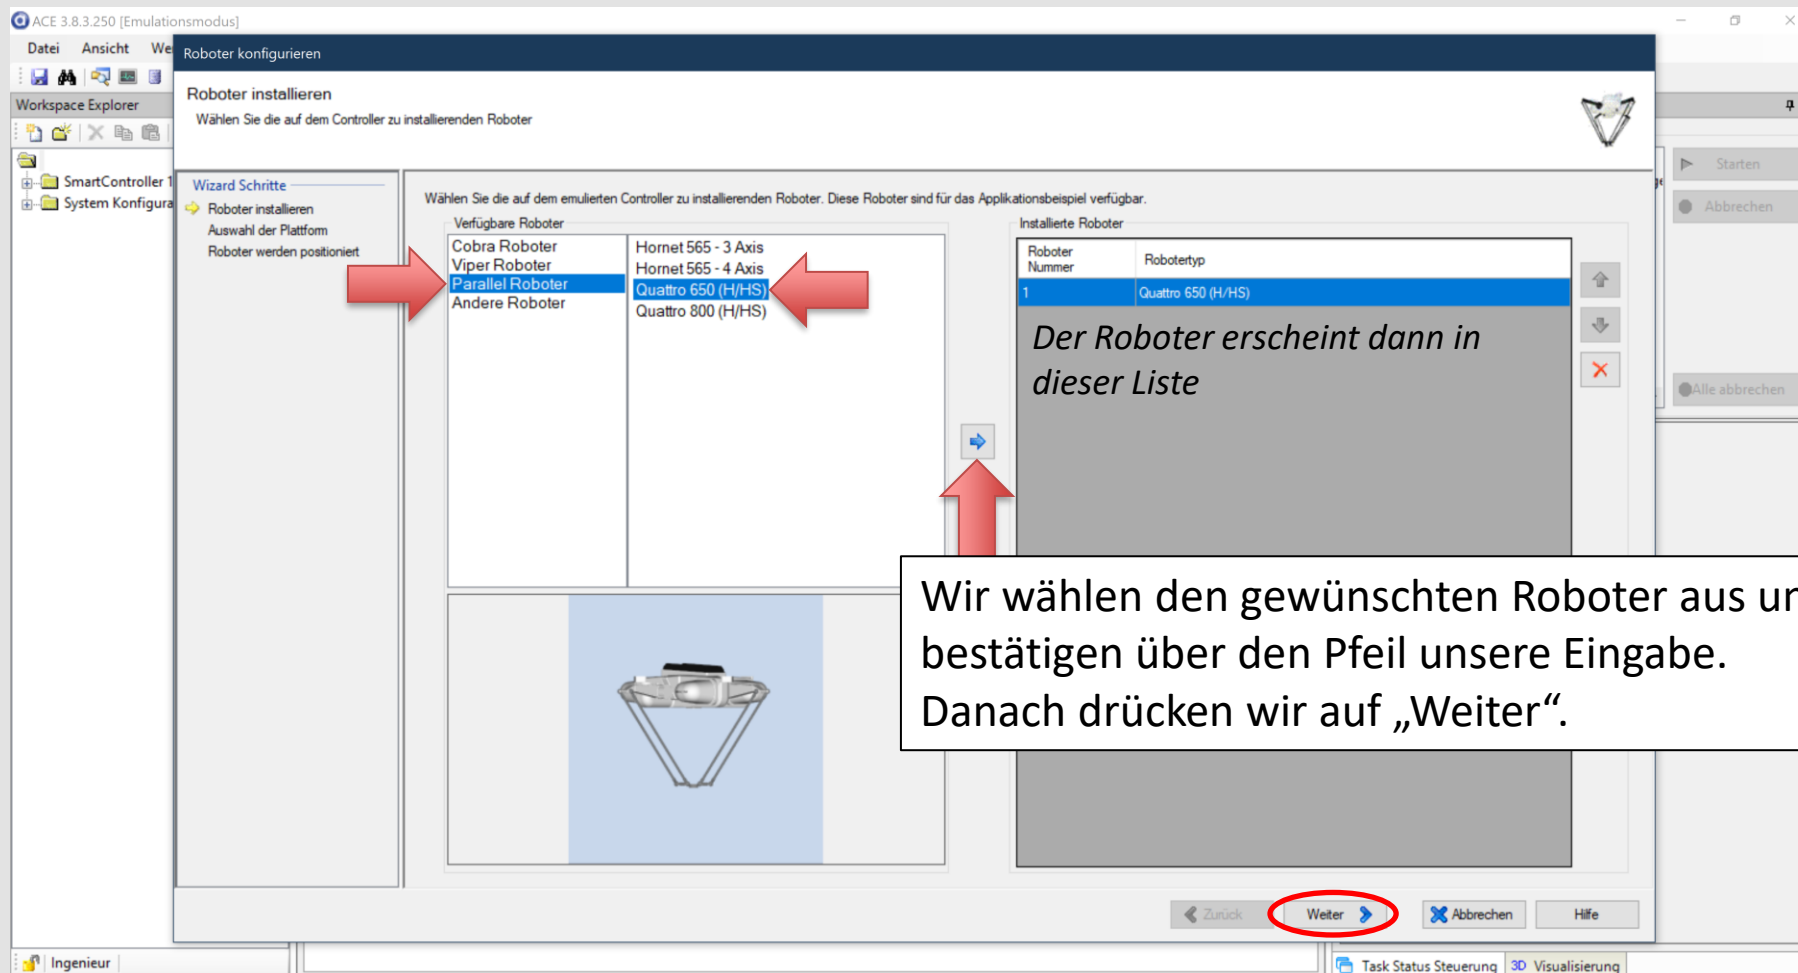 ACE 3.8.3.250 [Emulationsmodus]
Datei Ansicht
Workspace Explorer
SmartController 1
System Konfigura
Roboter konfigurieren
Roboter installieren
Wählen Sie die auf dem Controller zu installierenden Roboter
Wizard Schritte
Roboter installieren
Auswahl der Plattform
Roboter werden positioniert
Wählen Sie die auf dem emulierten Controller zu installierenden Roboter. Diese Roboter sind für das Applikationsbeispiel verfügbar.
Verfügbare Roboter
Cobra Roboter
Viper Roboter
Parallel Roboter
Andere Roboter
Hornet 565 - 3 Axis
Hornet 565 - 4 Axis
Quattro 650 (H/HS)
Quattro 800 (H/HS)
Installierte Roboter
Roboter Nummer
Robotertyp
1 Quattro 650 (H/HS)
Der Roboter erscheint dann in
dieser Liste
Wir wählen den gewünschten Roboter aus un
bestätigen über den Pfeil unsere Eingabe.
Danach drücken wir auf „Weiter“.
Zurück
Weiter
Abbrechen
Hilfe
Starten
Abbrechen
Alle abbrechen
Ingenieur
Task Status Steuerung
3D Visualisierung